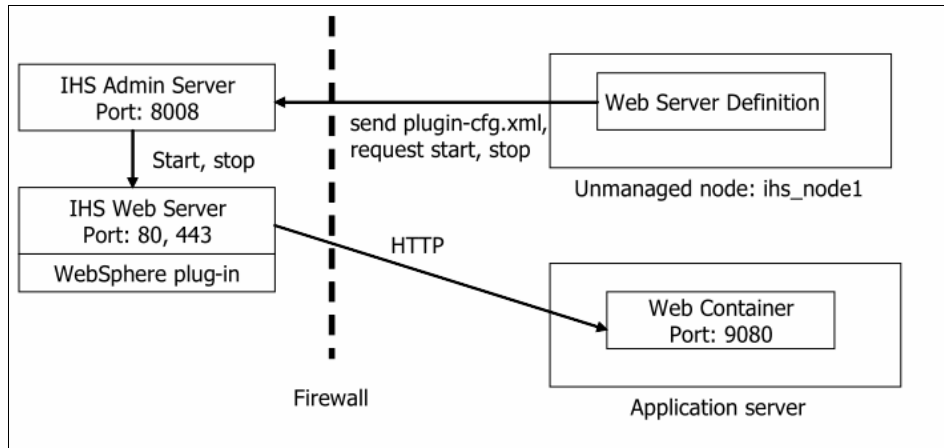 IHS Admin Server
Port: 8008
Web Server Definition
send plugin-cfg.xml,
request start, stop
Start, stop
Unmanaged node: ihs_node1
IHS Web Server
Port: 80, 443
WebSphere plug-in
HTTP
Web Container
Port: 9080
Firewall
Application server